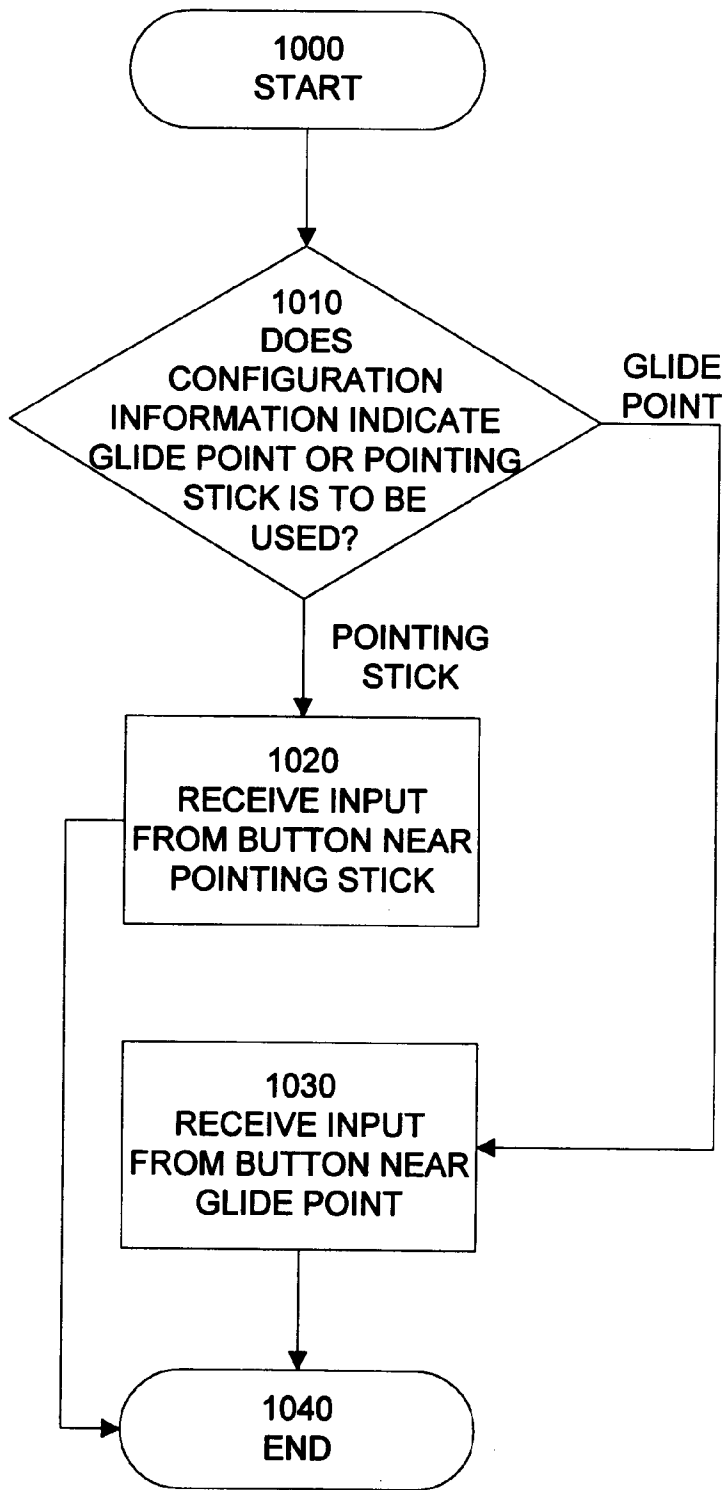 1000
START
1010
DOES
CONFIGURATION
INFORMATION INDICATE
GLIDE POINT OR POINTING
STICK IS TO BE
USED?
GLIDE
POINT
POINTING
STICK
1020
RECEIVE INPUT
FROM BUTTON NEAR
POINTING STICK
1030
RECEIVE INPUT
FROM BUTTON NEAR
GLIDE POINT
1040
END